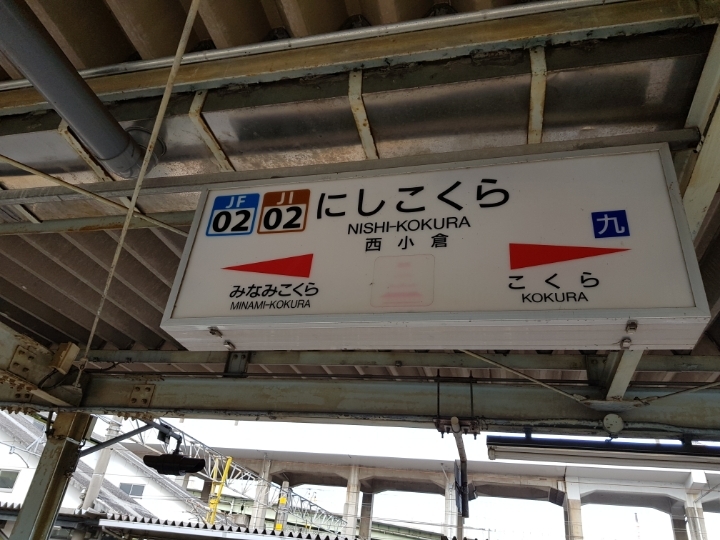 JF
02
JI
02
にしこくら
NISHI-KOKURA
西小倉
九
みなみこくら
MINAMI-KOKURA
こくら
KOKURA